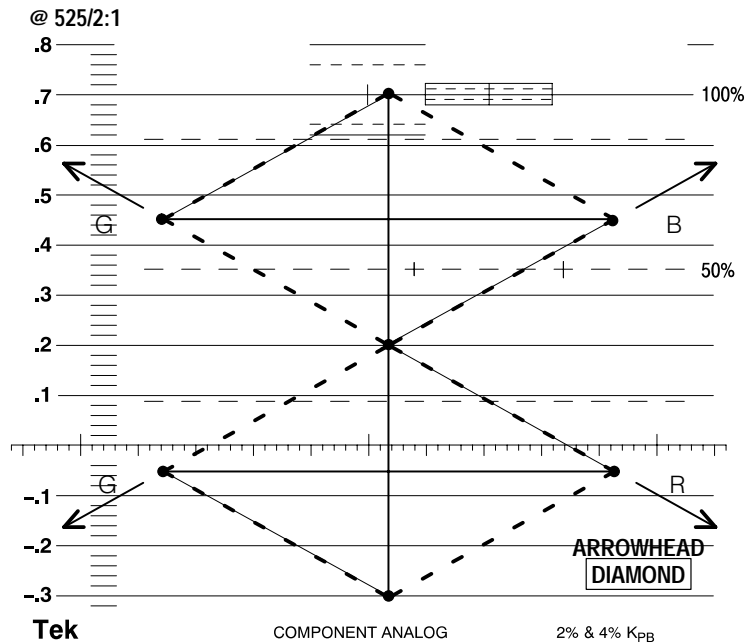 @ 525/2:1
.8
.7
100%
.6
.5
G
B
.4
50%
.3
.2
.1
G
R
–.1
–.2
ARROWHEAD
–.3
DIAMOND
Tek
COMPONENT ANALOG
2% & 4% KPB